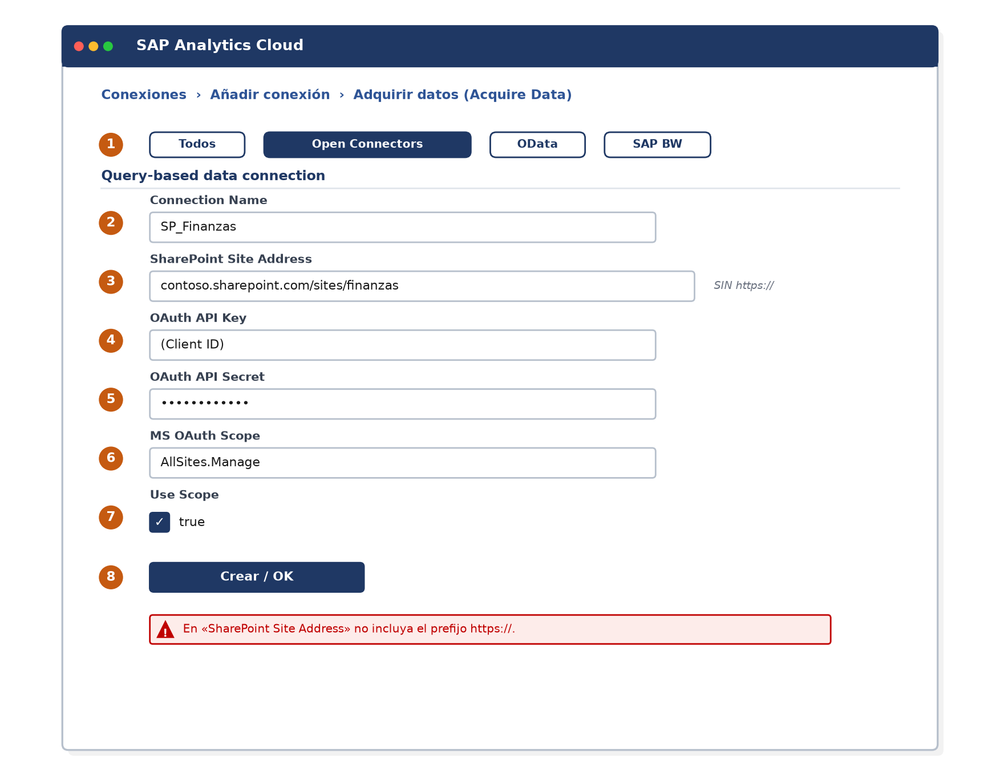 SAP Analytics Cloud
Conexiones › Añadir conexión › Adquirir datos (Acquire Data)
1 Todos Open Connectors OData SAP BW
Query-based data connection
Connection Name
2 SP_Finanzas
SharePoint Site Address
3 contoso.sharepoint.com/sites/finanzas SIN https://
OAuth API Key
4 (Client ID)
OAuth API Secret
5 ••••••••••••
MS OAuth Scope
6 AllSites.Manage
Use Scope
7 ✓ true
8 Crear / OK
! En «SharePoint Site Address» no incluya el prefijo https://.